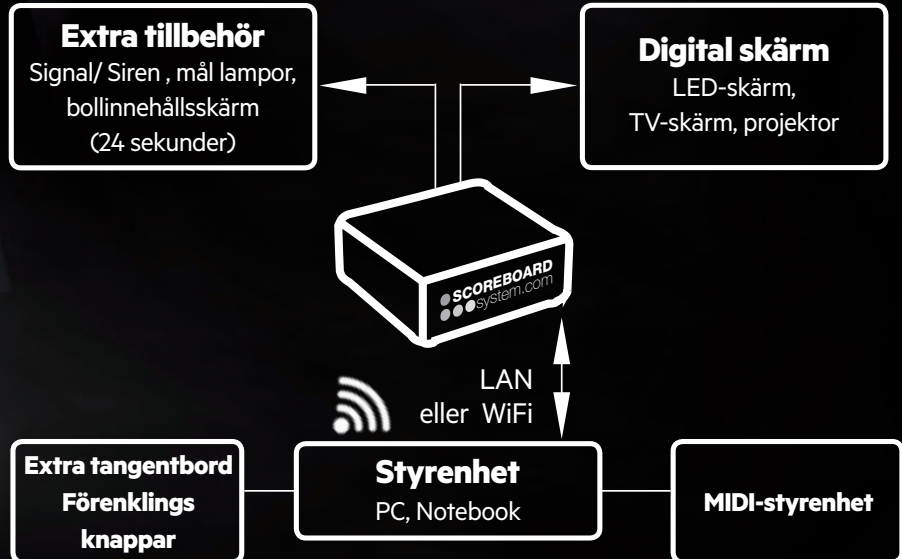 Extra tillbehör
Signal/ Siren , mål lampor,
bollinnehållsskärm
(24 sekunder)
Digital skärm
LED-skärm,
TV-skärm, projektor
SCOREBOARD
system.com
LAN
eller WiFi
Extra tangentbord
Förenklings
knappar
Styrenhet
PC, Notebook
MIDI-styrenhet